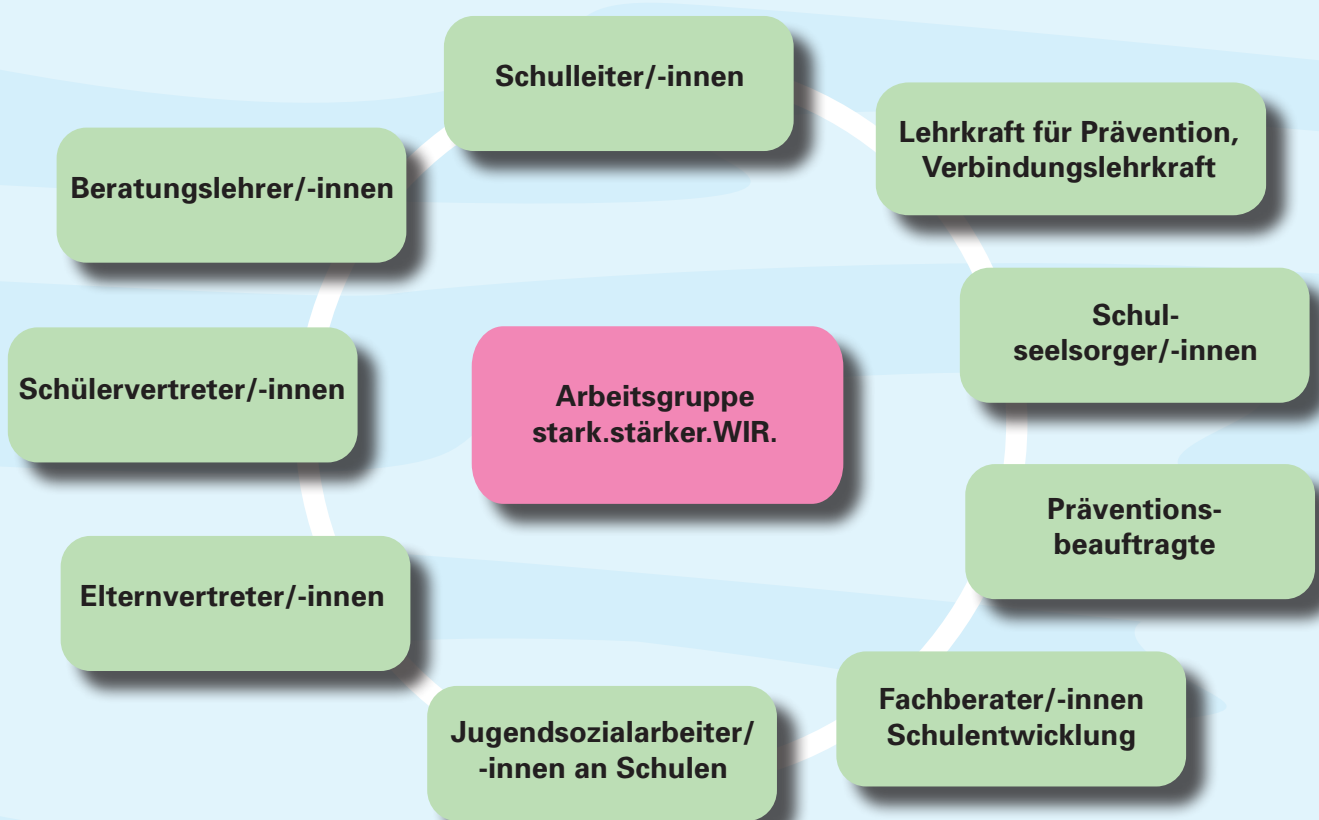 Schulleiter/-innen
Lehrkraft für Prävention,
Verbindungslehrkraft
Beratungslehrer/-innen
Schul-
seelsorger/-innen
Schülervertreter/-innen
Arbeitsgruppe
stark.stärker.WIR.
Präventions-
beauftragte
Elternvertreter/-innen
Fachberater/-innen
Schulentwicklung
Jugendsozialarbeiter/
-innen an Schulen